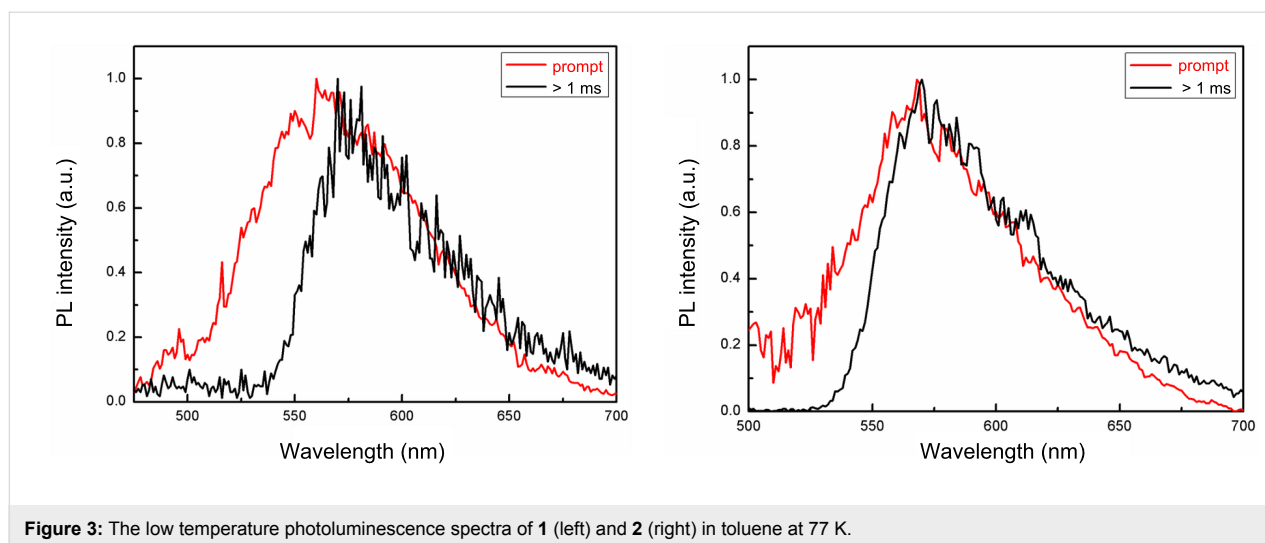 prompt
> 1 ms
1.0
0.8
0.6
0.4
0.2
0.0
PL intensity (a.u.)
500
550
600
650
700
Wavelength (nm)
prompt
> 1 ms
1.0
0.8
0.6
0.4
0.2
0.0
PL intensity (a.u.)
500
550
600
650
700
Wavelength (nm)
Figure 3: The low temperature photoluminescence spectra of 1 (left) and 2 (right) in toluene at 77 K.